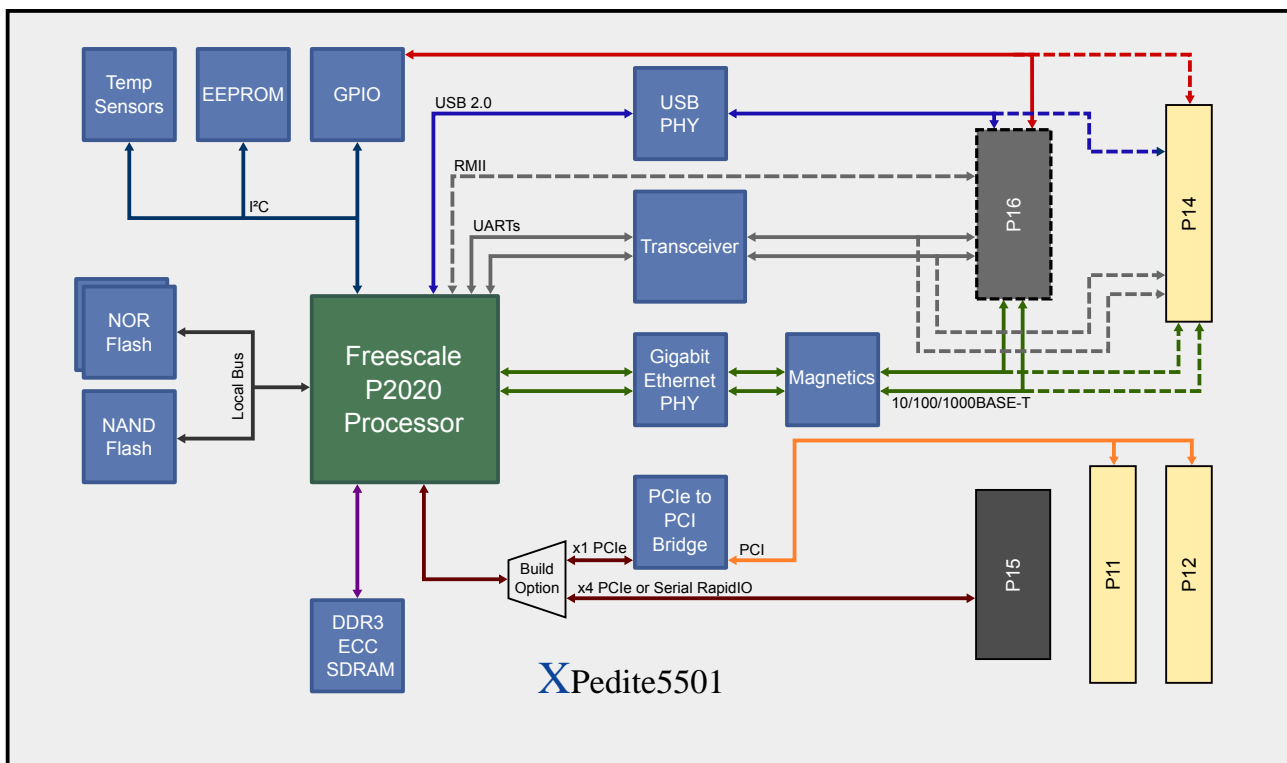 Temp
Sensors
EEPROM
GPIO
USB 2.0
USB
PHY
RMII
I²C
UARTs
Transceiver
P16
P14
NOR
Flash
NAND
Flash
Local Bus
Freescale
P2020
Processor
Gigabit
Ethernet
PHY
Magnetics
10/100/1000BASE-T
PCIe to
PCI
Bridge
x1 PCIe
PCI
Build
Option
x4 PCIe or Serial RapidIO
P15
P11
P12
DDR3
ECC
SDRAM
XPedite5501